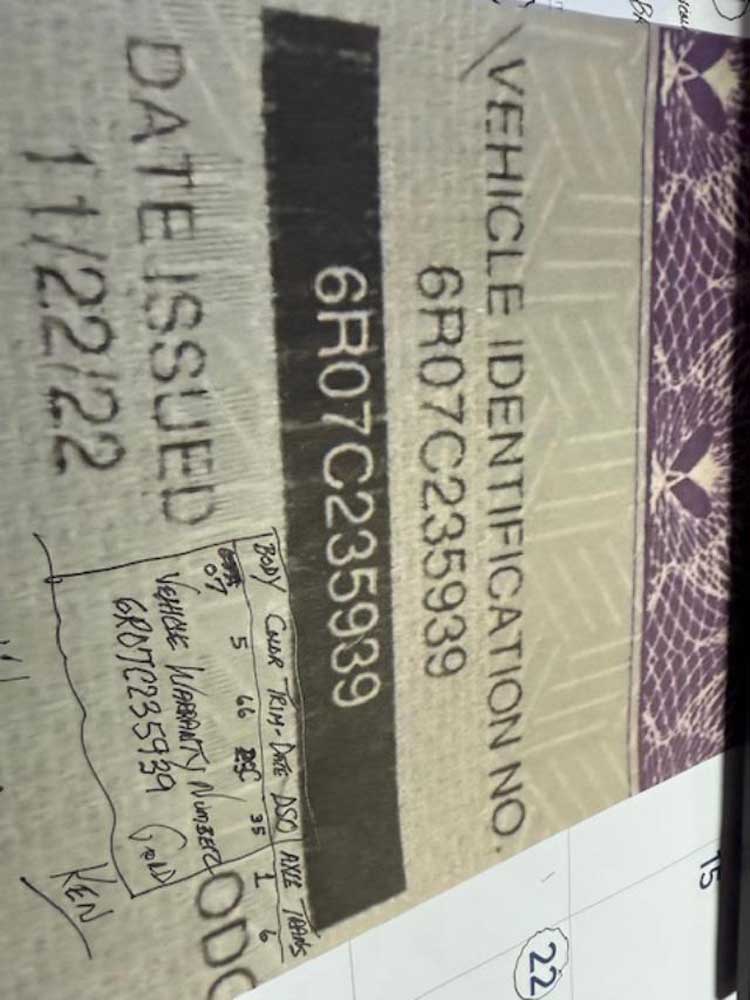 VEHICLE IDENTIFICATION NO.
6R07C235939
6R07C235939
DATE ISSUED
11/22/22
ODO
BODY COLOR TRIM-DATE DSO AXLE TRANS
07 5 66 35 1 6
VEHICLE WARRANTY NUMBER
6R07C235939
KEN
15
22